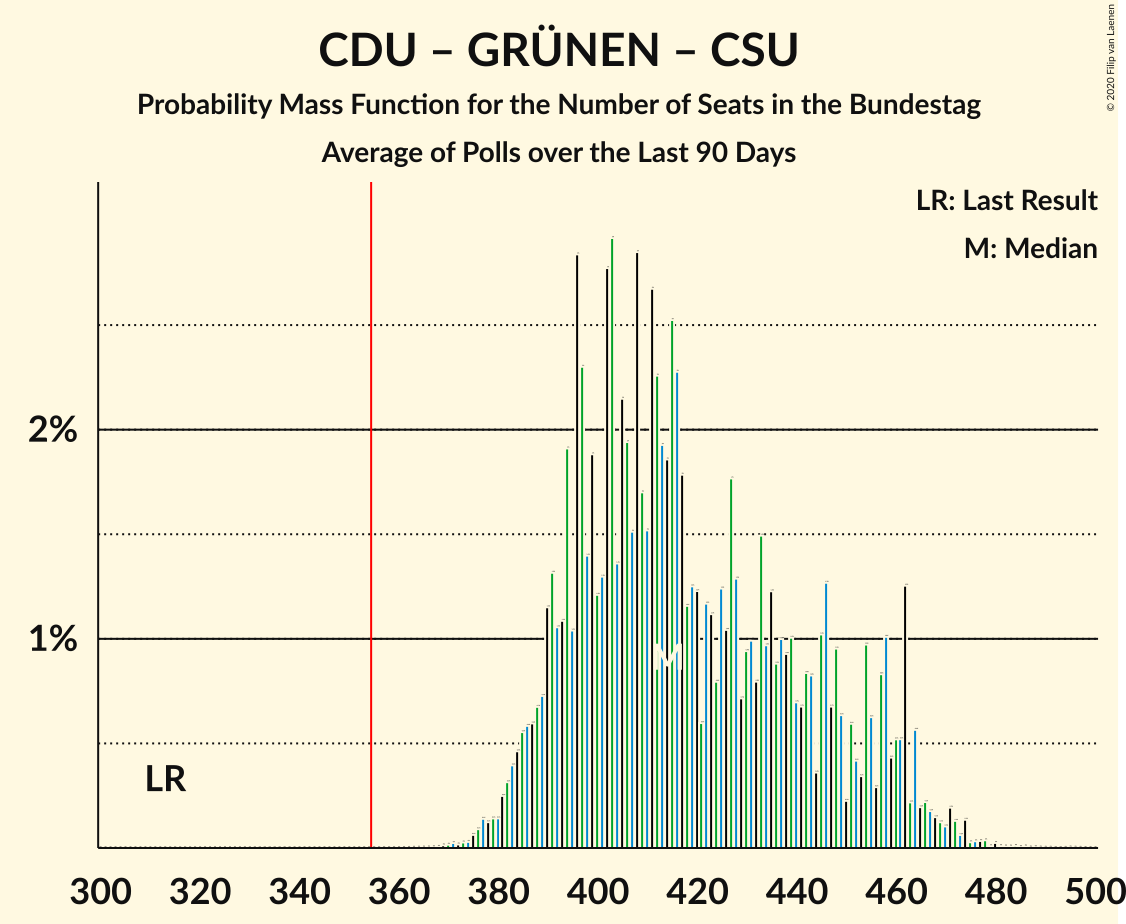 CDU – GRÜNEN – CSU
Probability Mass Function for the Number of Seats in the Bundestag
Average of Polls over the Last 90 Days
© 2020 Filip van Laenen
LR: Last Result
M: Median
2%
1%
M
LR
300 320 340 360 380 400 420 440 460 480 500